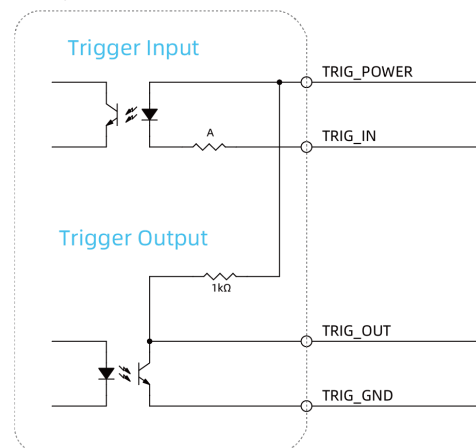 Trigger Input
TRIG_POWER
A
TRIG_IN
Trigger Output
1kΩ
TRIG_OUT
TRIG_GND